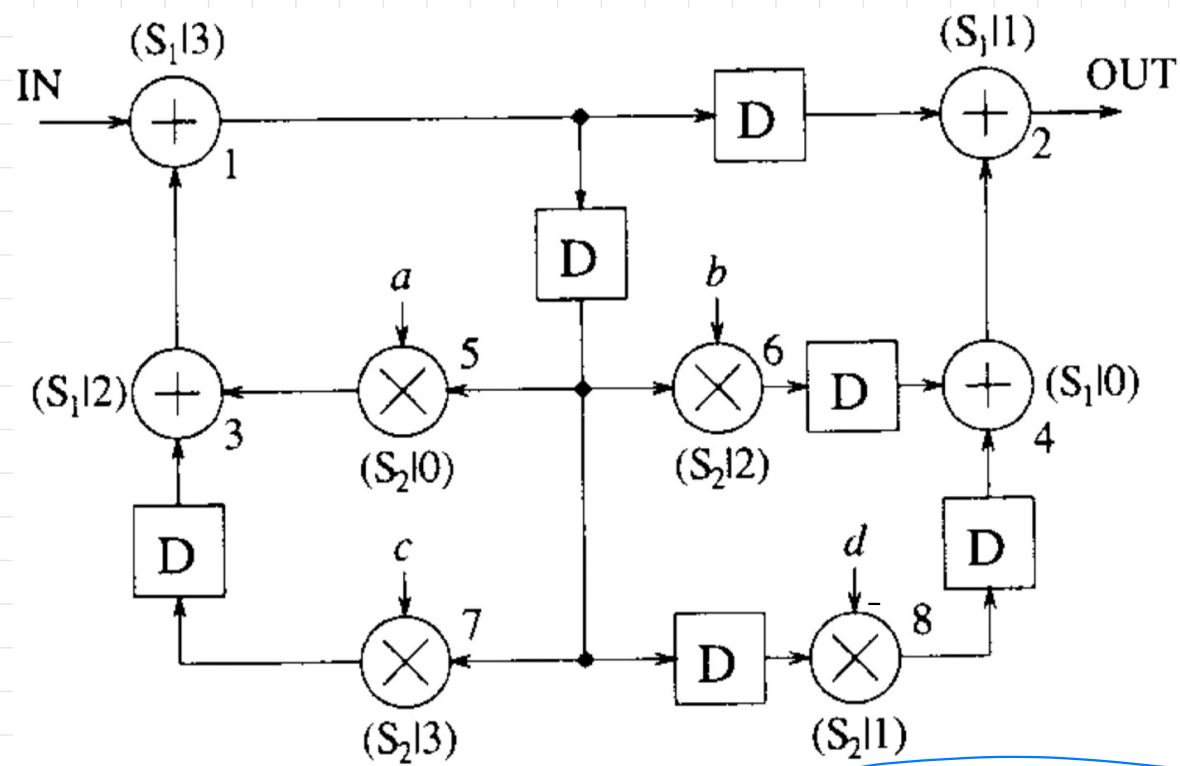 (S₁|3)
(S₁|1)
IN
OUT
+
D
+
1
2
D
a
b
5
6
(S₁|2)
+
×
×
D
+
(S₁|0)
3
4
(S₂|0)
(S₂|2)
D
c
d
D
7
8
×
D
×
(S₂|3)
(S₂|1)